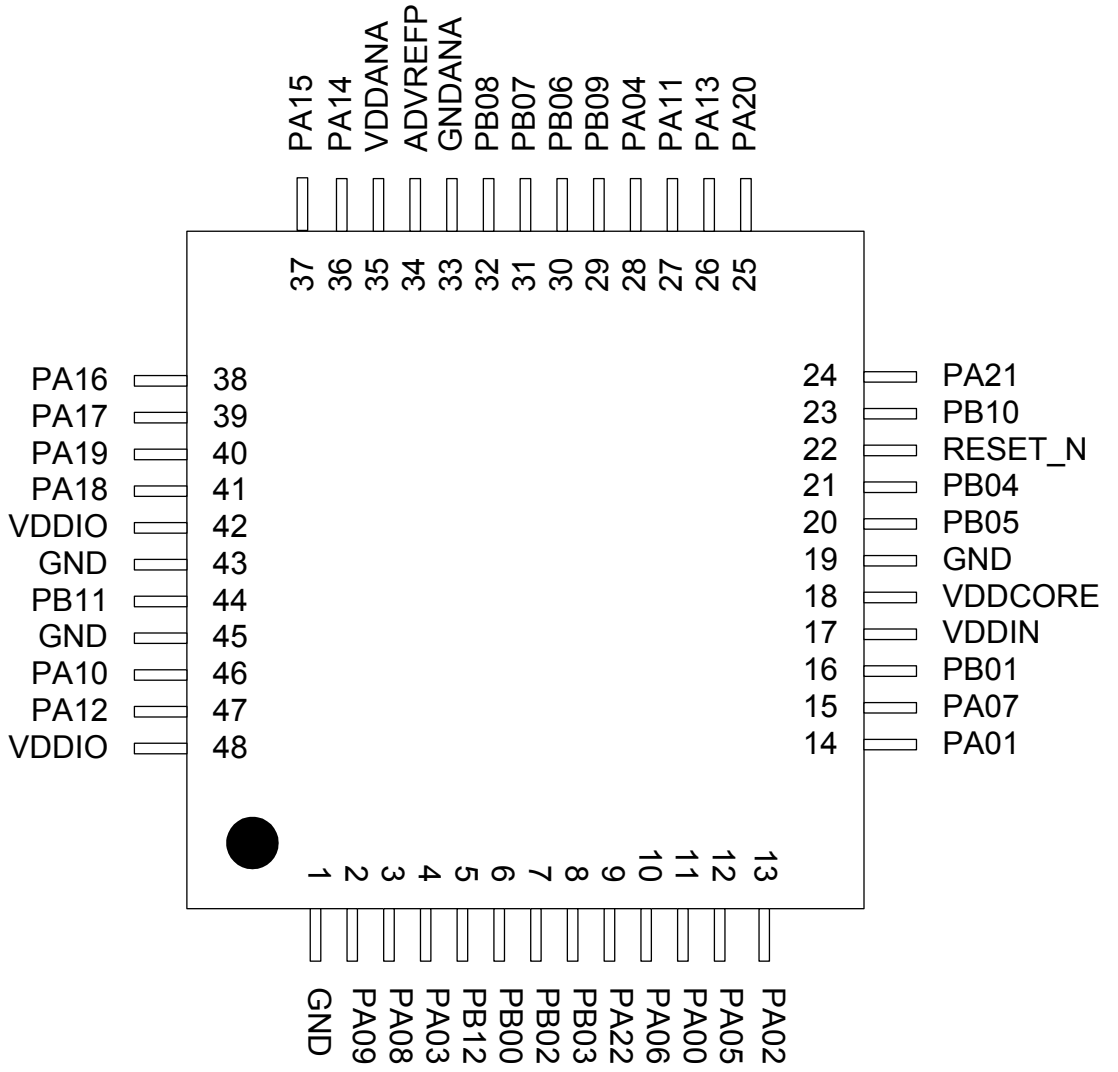 PA15 PA14 VDDANA ADVREFP GNDANA PB08 PB07 PB06 PB09 PA04 PA11 PA13 PA20
37 36 35 34 33 32 31 30 29 28 27 26 25
PA16 38 24 PA21
PA17 39 23 PB10
PA19 40 22 RESET_N
PA18 41 21 PB04
VDDIO 42 20 PB05
GND 43 19 GND
PB11 44 18 VDDCORE
GND 45 17 VDDIN
PA10 46 16 PB01
PA12 47 15 PA07
VDDIO 48 14 PA01
1 2 3 4 5 6 7 8 9 10 11 12 13
GND PA09 PA08 PA03 PB12 PB00 PB02 PB03 PA22 PA06 PA00 PA05 PA02